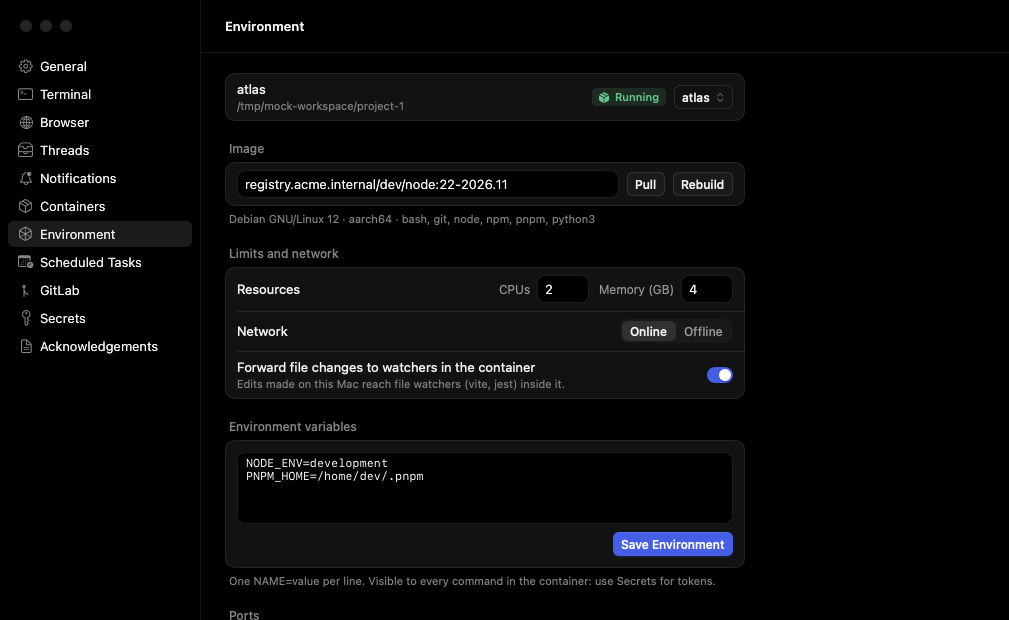 Environment
General
Terminal
Browser
Threads
Notifications
Containers
Environment
Scheduled Tasks
GitLab
Secrets
Acknowledgements
atlas
/tmp/mock-workspace/project-1
Running
atlas
Image
registry.acme.internal/dev/node:22-2026.11
Pull
Rebuild
Debian GNU/Linux 12 · aarch64 · bash, git, node, npm, pnpm, python3
Limits and network
Resources
CPUs
2
Memory (GB)
4
Network
Online
Offline
Forward file changes to watchers in the container
Edits made on this Mac reach file watchers (vite, jest) inside it.
Environment variables
NODE_ENV=development
PNPM_HOME=/home/dev/.pnpm
Save Environment
One NAME=value per line. Visible to every command in the container: use Secrets for tokens.
Ports